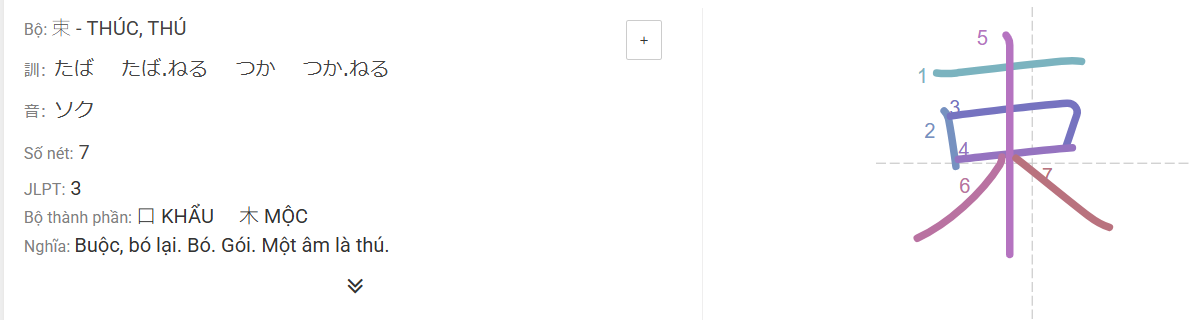 Bộ: 束 - THÚC, THÚ
+
訓: たば たば.ねる つか つか.ねる
音: ソク
Số nét: 7
JLPT: 3
Bộ thành phần: 口 KHẨU 木 MỘC
Nghĩa: Buộc, bó lại. Bó. Gói. Một âm là thú.
束
1
2
3
4
5
6
7